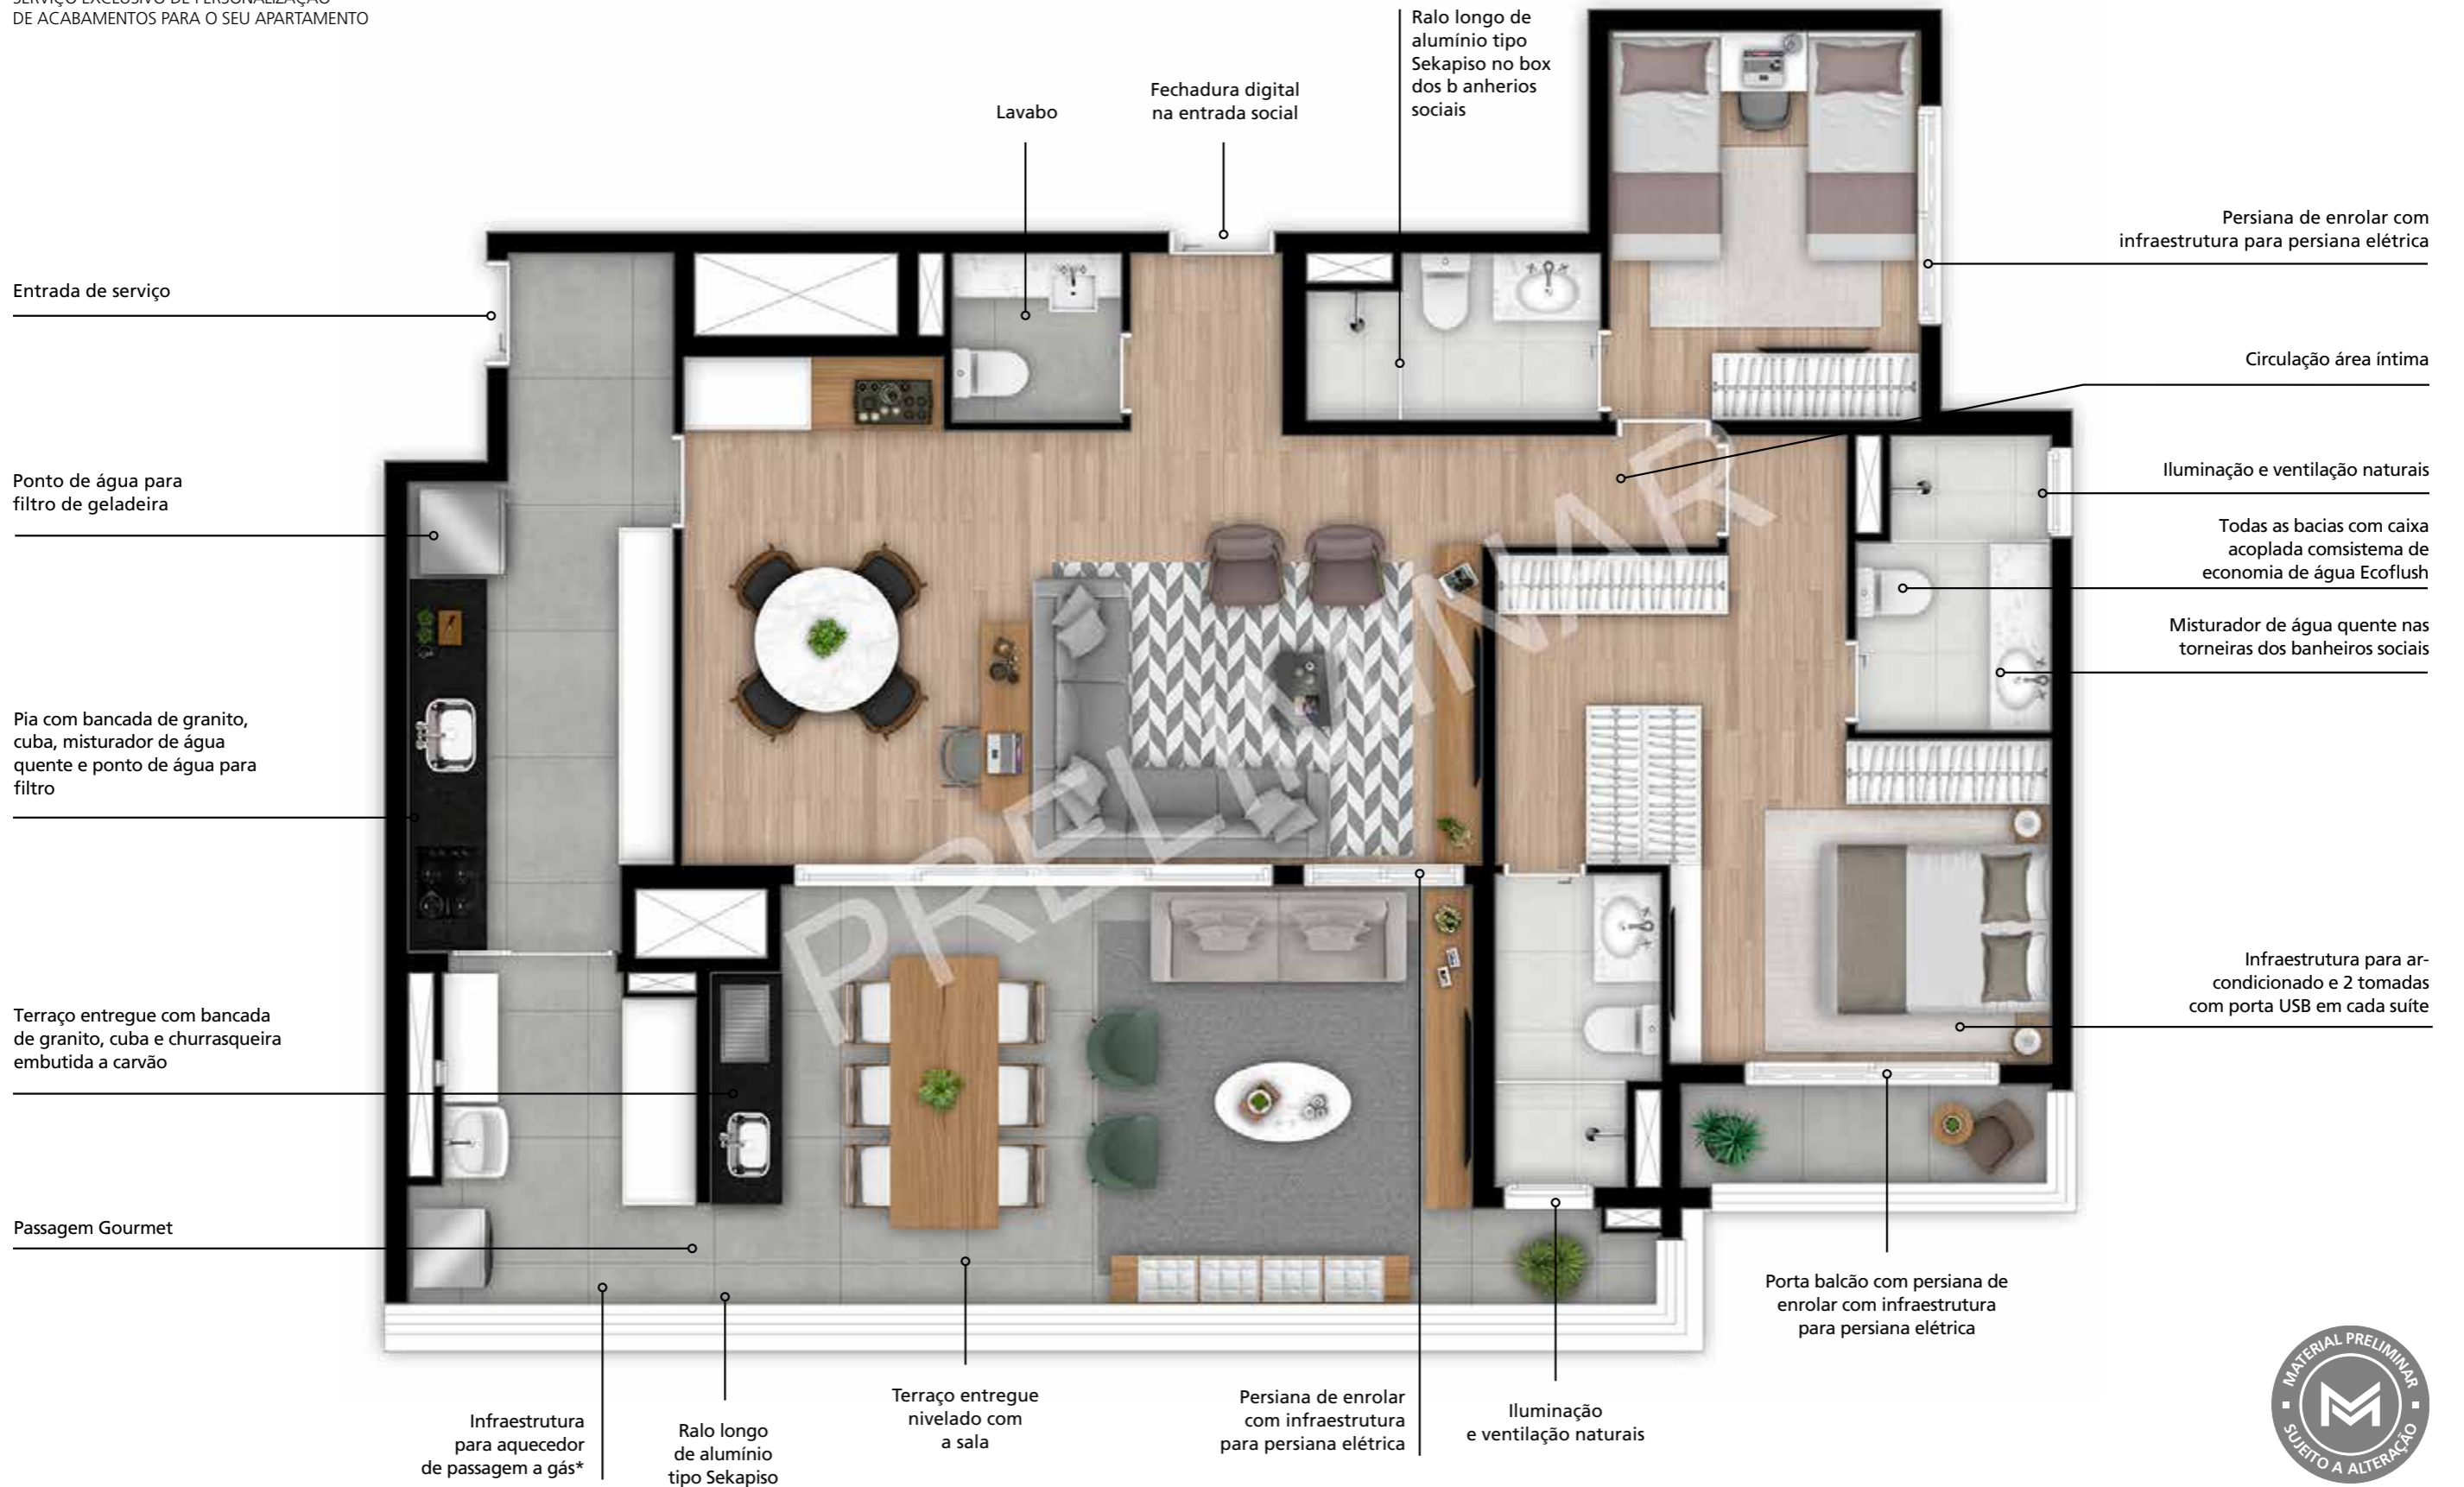 SERVIÇO EXCLUSIVO DE PERSONALIZAÇÃO
DE ACABAMENTOS PARA O SEU APARTAMENTO
Ralo longo de
alumínio tipo
Sekapiso no box
dos b anherios
sociais
Fechadura digital
na entrada social
Lavabo
Persiana de enrolar com
infraestrutura para persiana elétrica
Entrada de serviço
Circulação área íntima
Ponto de água para
filtro de geladeira
Iluminação e ventilação naturais
Todas as bacias com caixa
acoplada comsistema de
economia de água Ecoflush
Misturador de água quente nas
torneiras dos banheiros sociais
Pia com bancada de granito,
cuba, misturador de água
quente e ponto de água para
filtro
PRELIMINAR
Infraestrutura para ar-
condicionado e 2 tomadas
com porta USB em cada suíte
Terraço entregue com bancada
de granito, cuba e churrasqueira
embutida a carvão
Passagem Gourmet
Porta balcão com persiana de
enrolar com infraestrutura
para persiana elétrica
Infraestrutura
para aquecedor
de passagem a gás*
Ralo longo
de alumínio
tipo Sekapiso
Terraço entregue
nivelado com
a sala
Persiana de enrolar
com infraestrutura
para persiana elétrica
Iluminação
e ventilação naturais
MATERIAL PRELIMINAR
SUJEITO A ALTERAÇÃO